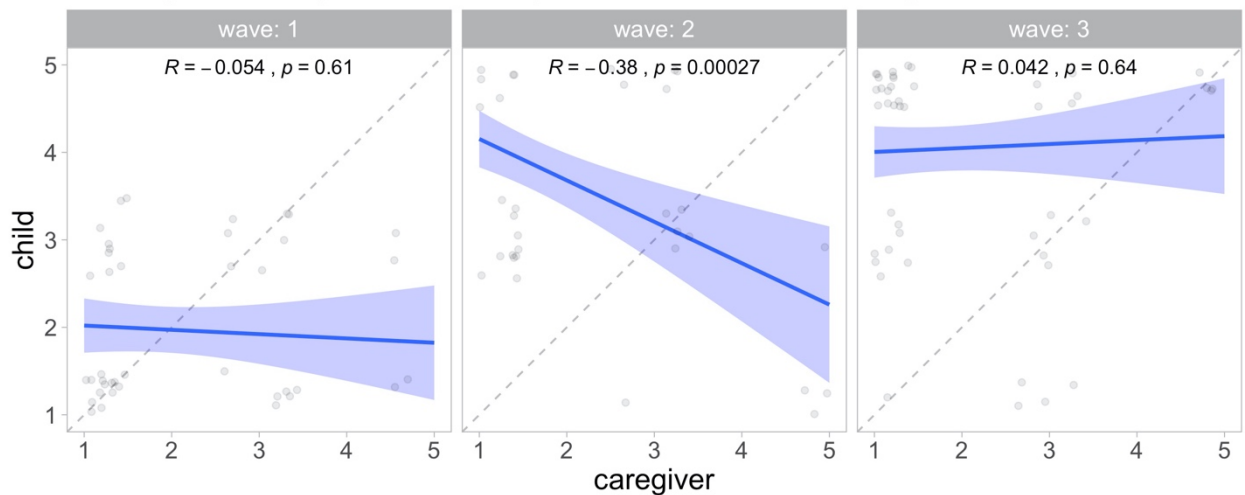 wave: 1
wave: 2
wave: 3
R = −0.054 , p = 0.61
R = −0.38 , p = 0.00027
R = 0.042 , p = 0.64
5
4
3
2
1
child
1 2 3 4 5
1 2 3 4 5
1 2 3 4 5
caregiver